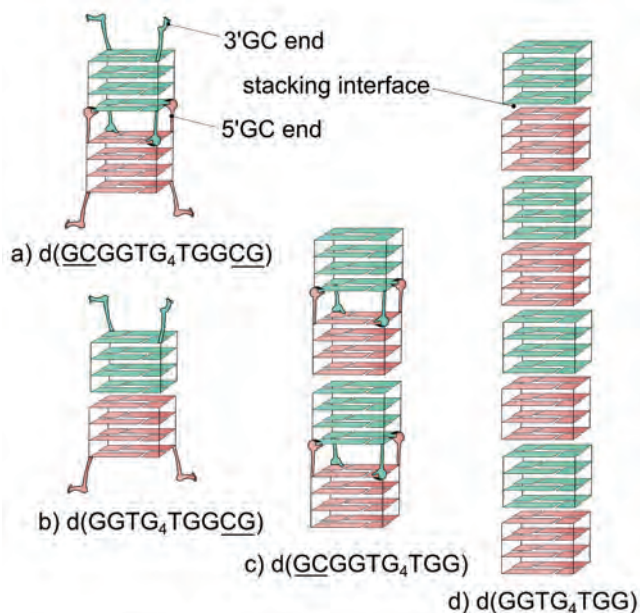 3'GC end
stacking interface
5'GC end
a) d(GCGGTG₄TGGCG)
b) d(GGTG₄TGGCG)
c) d(GCGGTG₄TGG)
d) d(GGTG₄TGG)